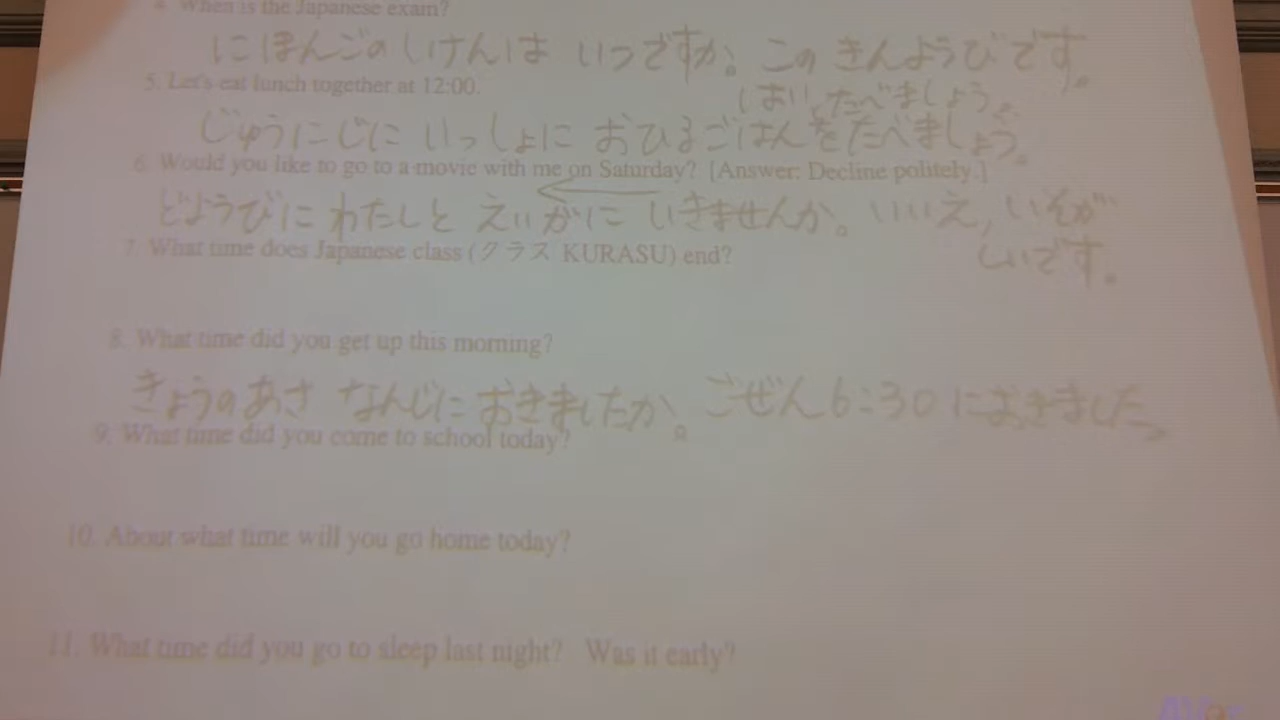 4. When is the Japanese exam?
にほんごのしけんは いつですか。このきんようびです。
5. Let's eat lunch together at 12:00.
はい、たべましょう。
じゅうにじに いっしょに おひるごはんをたべましょう。
6. Would you like to go to a movie with me on Saturday? [Answer: Decline politely.]
どようびに わたしと えいがに いきませんか。いいえ, いそが
しいです。
7. What time does Japanese class (クラス KURASU) end?
8. What time did you get up this morning?
きょうのあさ なんじに おきましたか。ごぜん6:30におきました。
9. What time did you come to school today?
10. About what time will you go home today?
11. What time did you go to sleep last night? Was it early?